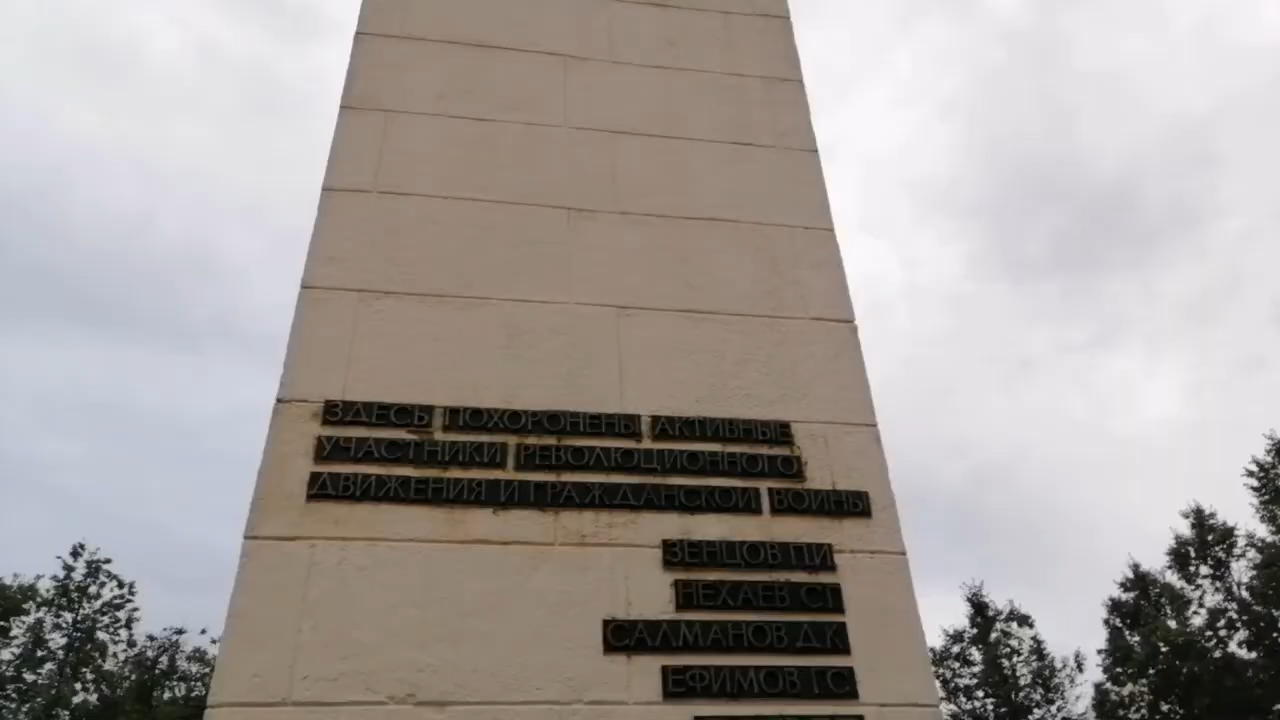 ЗДЕСЬ ПОХОРОНЕНЫ АКТИВНЫЕ
УЧАСТНИКИ РЕВОЛЮЦИОННОГО
ДВИЖЕНИЯ И ГРАЖДАНСКОЙ ВОЙНЫ
ЗЕНЦОВ П.И
НЕХАЕВ С.Г
САЛМАНОВ Д.К
ЕФИМОВ Г.С